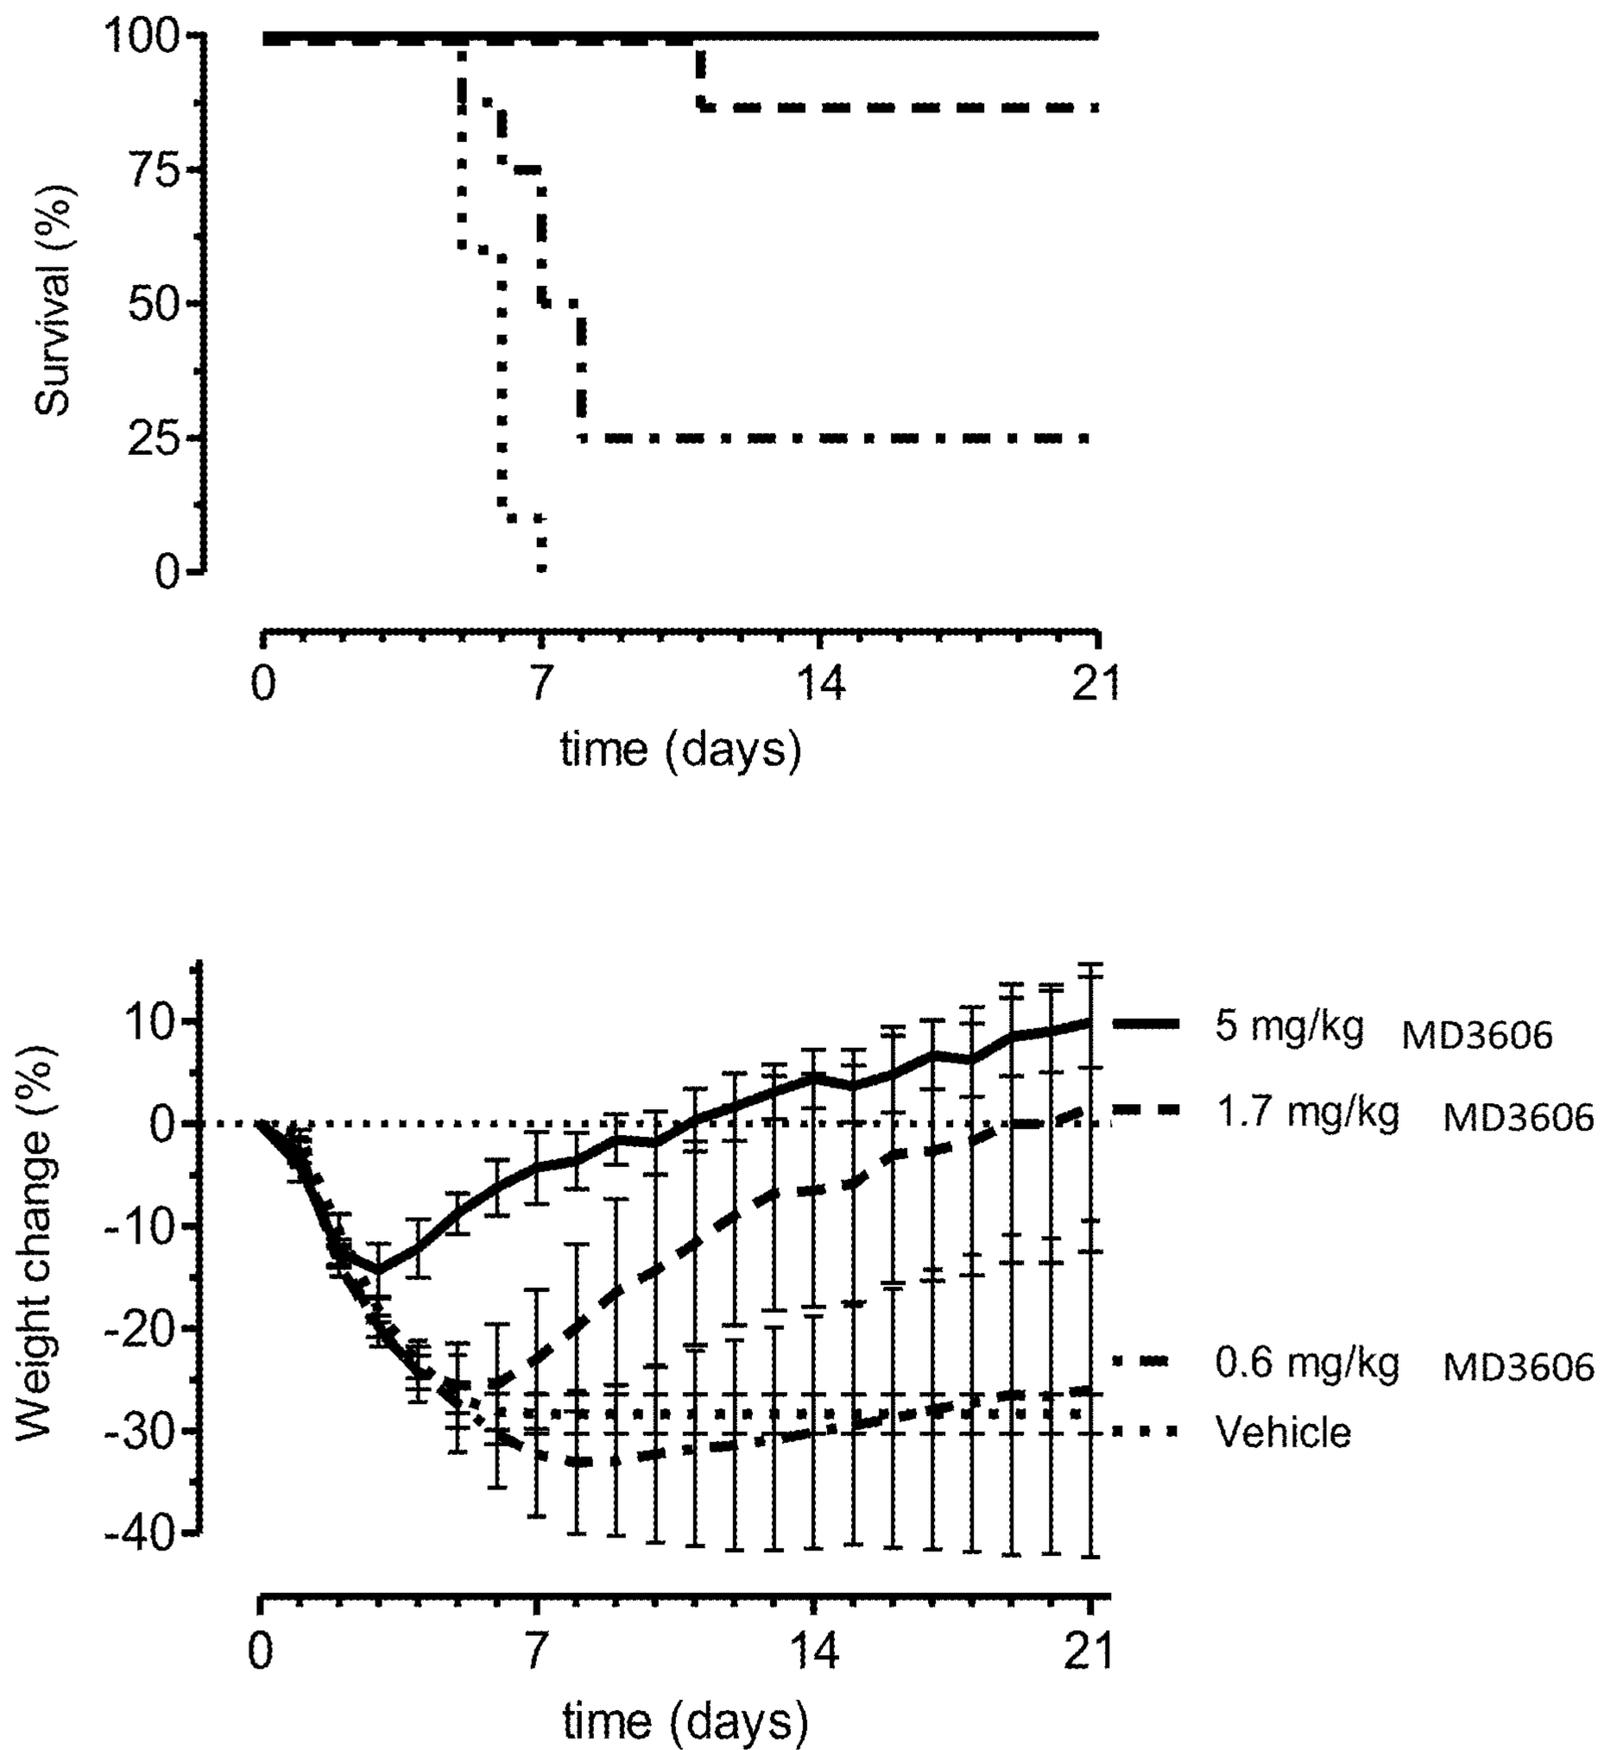 100
75
50
25
0
Survival (%)
0 7 14 21
time (days)
10
0
-10
-20
-30
-40
Weight change (%)
5 mg/kg MD3606
1.7 mg/kg MD3606
0.6 mg/kg MD3606
Vehicle
0 7 14 21
time (days)